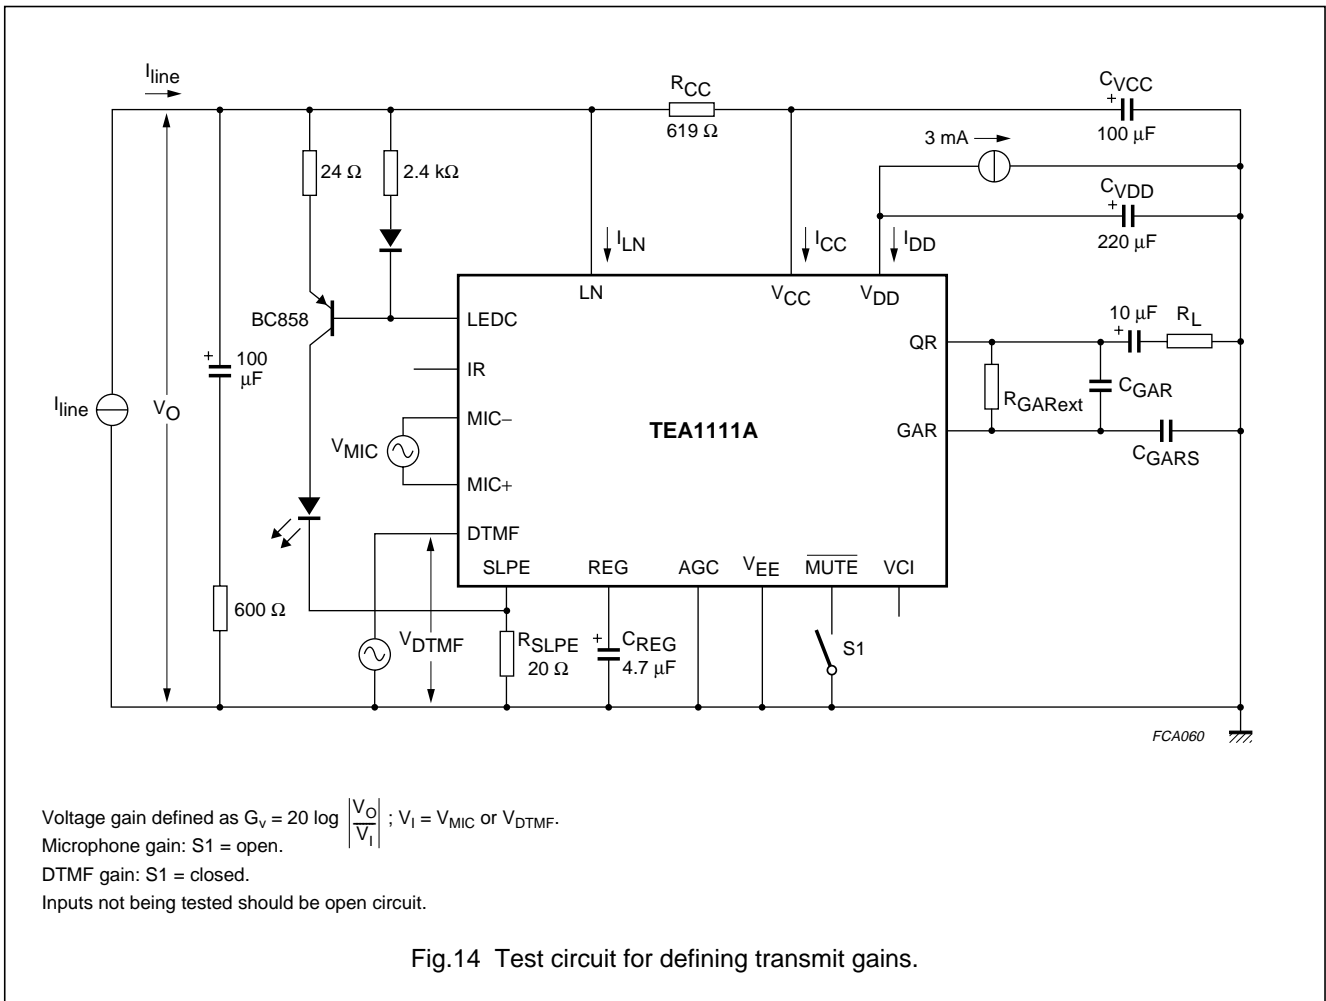 Iline
RCC
619 Ω
CVCC
+
100 µF
3 mA
24 Ω
2.4 kΩ
CVDD
+
220 µF
ILN
ICC
IDD
LN
VCC
VDD
BC858
LEDC
QR
10 µF
+
RL
+
100
µF
IR
RGARext
CGAR
Iline
VO
MIC−
VMIC
TEA1111A
GAR
CGARS
MIC+
DTMF
SLPE
REG
AGC
VEE
MUTE
VCI
600 Ω
VDTMF
RSLPE
20 Ω
+
CREG
4.7 µF
S1
FCA060
Voltage gain defined as Gv = 20 log |VO/VI| ; VI = VMIC or VDTMF.
Microphone gain: S1 = open.
DTMF gain: S1 = closed.
Inputs not being tested should be open circuit.
Fig.14 Test circuit for defining transmit gains.